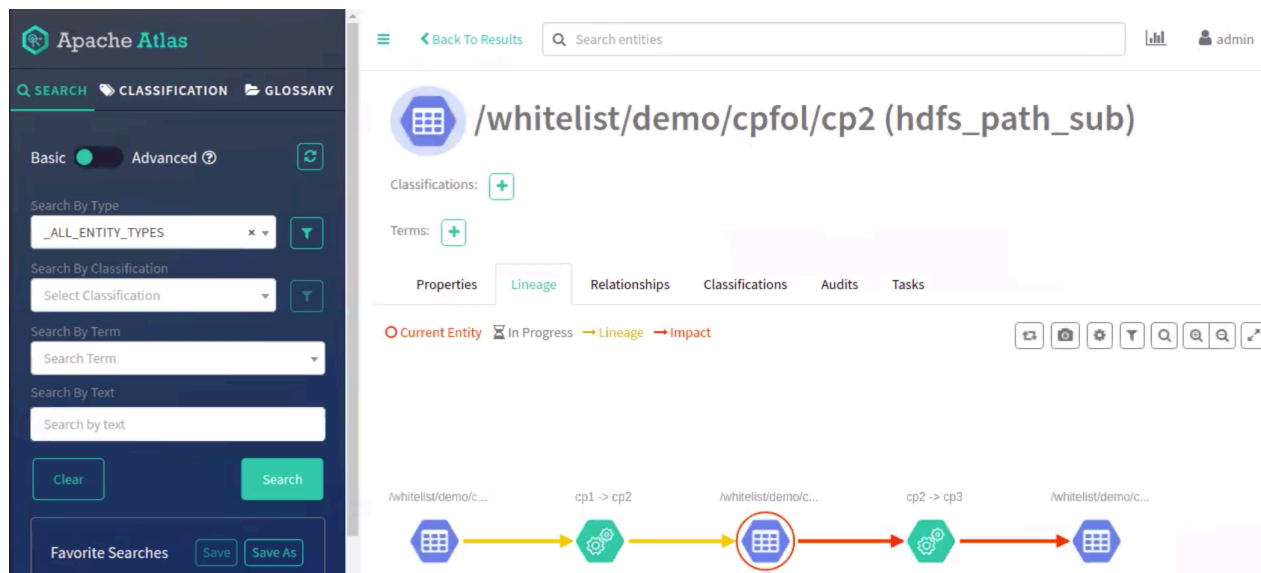 Apache Atlas
SEARCH CLASSIFICATION GLOSSARY
Basic Advanced
Search By Type
_ALL_ENTITY_TYPES ×
Search By Classification
Select Classification
Search By Term
Search Term
Search By Text
Search by text
Clear Search
Favorite Searches Save Save As
Back To Results Search entities admin
/whitelist/demo/cpfol/cp2 (hdfs_path_sub)
Classifications: +
Terms: +
Properties Lineage Relationships Classifications Audits Tasks
Current Entity In Progress Lineage Impact
/whitelist/demo/c... cp1 -> cp2 /whitelist/demo/c... cp2 -> cp3 /whitelist/demo/c...